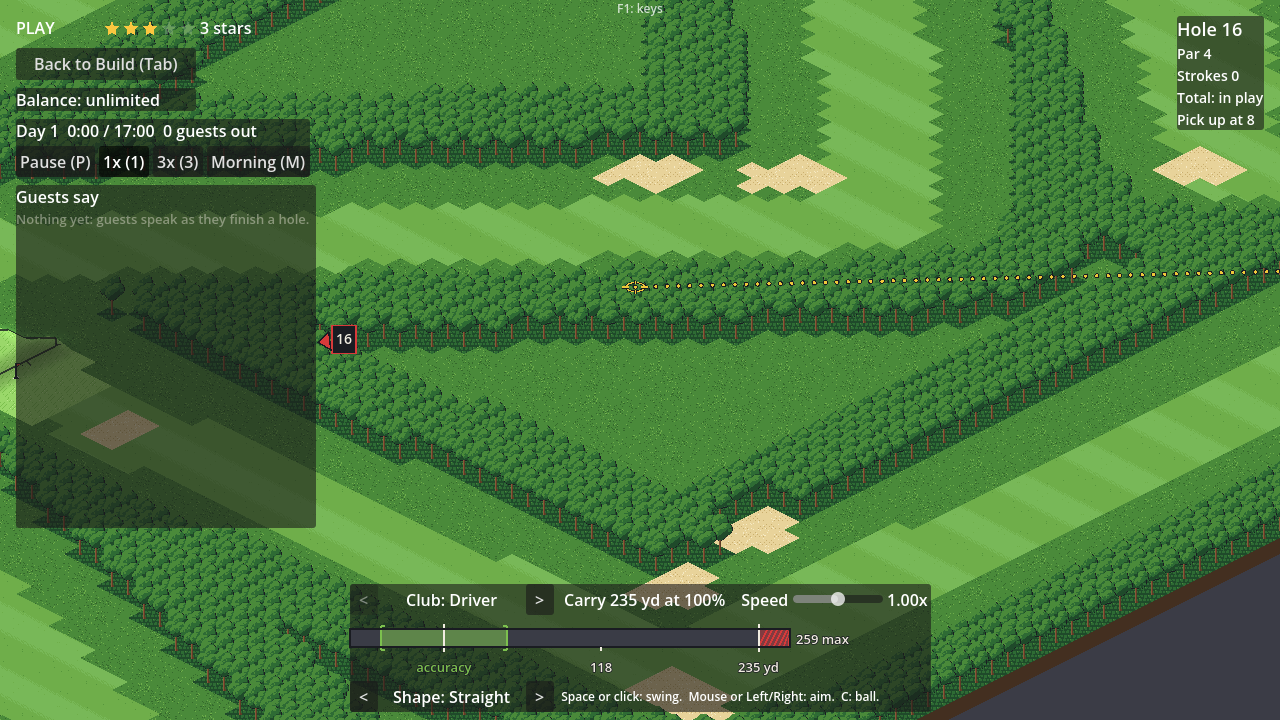 F1: keys
PLAY
3 stars
Back to Build (Tab)
Balance: unlimited
Day 1 0:00 / 17:00 0 guests out
Pause (P) 1x (1) 3x (3) Morning (M)
Guests say
Nothing yet: guests speak as they finish a hole.
Hole 16
Par 4
Strokes 0
Total: in play
Pick up at 8
16
< Club: Driver > Carry 235 yd at 100% Speed 1.00x
259 max
accuracy 118 235 yd
< Shape: Straight > Space or click: swing. Mouse or Left/Right: aim. C: ball.